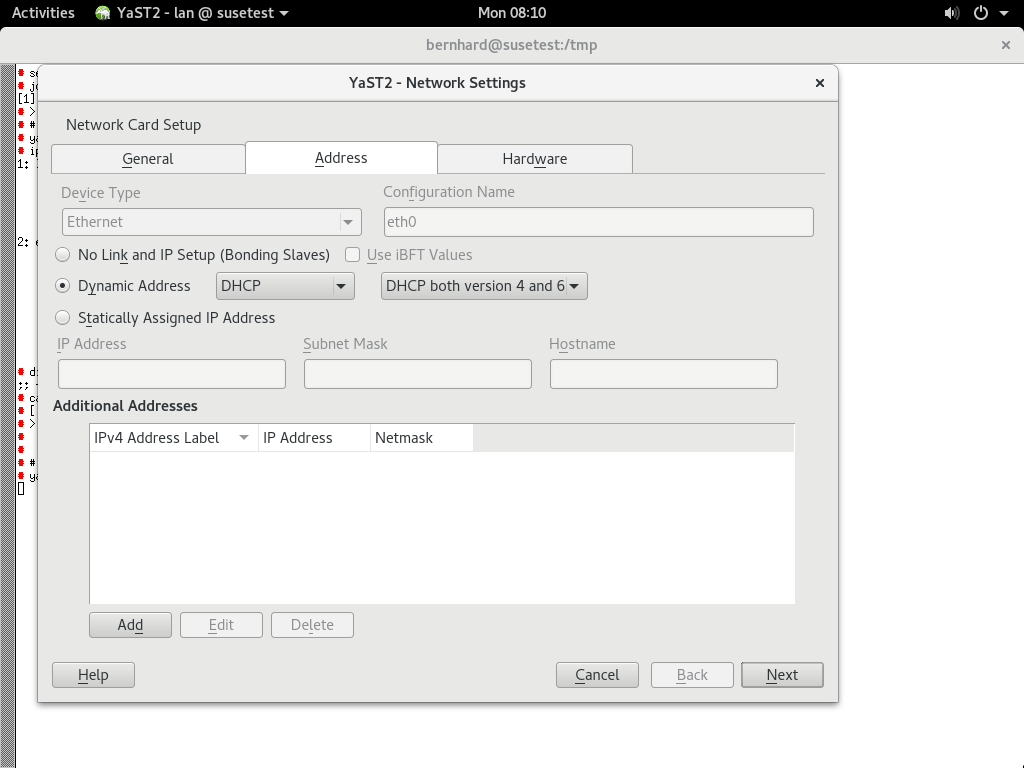 Activities YaST2 - lan @ susetest Mon 08:10
bernhard@susetest:/tmp
YaST2 - Network Settings
Network Card Setup
General Address Hardware
Device Type Configuration Name
Ethernet eth0
No Link and IP Setup (Bonding Slaves) Use iBFT Values
Dynamic Address DHCP DHCP both version 4 and 6
Statically Assigned IP Address
IP Address Subnet Mask Hostname
Additional Addresses
IPv4 Address Label IP Address Netmask
Add Edit Delete
Help Cancel Back Next